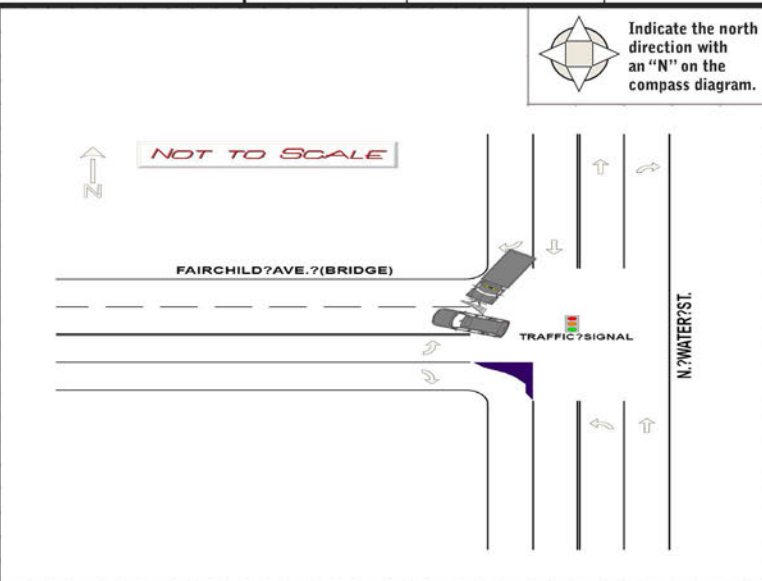 Indicate the north
direction with
an “N” on the
compass diagram.
NOT TO SCALE
N
FAIRCHILD?AVE.?(BRIDGE)
TRAFFIC?SIGNAL
N.?WATER?ST.